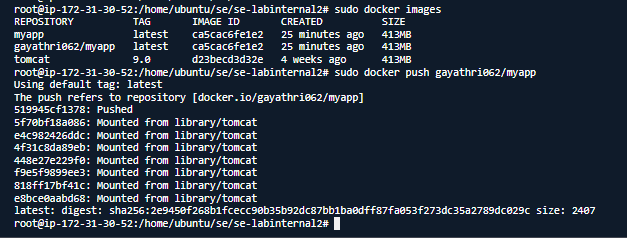 root@ip-172-31-30-52:/home/ubuntu/se/se-labinternal2# sudo docker images
REPOSITORY TAG IMAGE ID CREATED SIZE
myapp latest ca5cac6fe1e2 25 minutes ago 413MB
gayathri062/myapp latest ca5cac6fe1e2 25 minutes ago 413MB
tomcat 9.0 d23becd3d32e 4 weeks ago 413MB
root@ip-172-31-30-52:/home/ubuntu/se/se-labinternal2# sudo docker push gayathri062/myapp
Using default tag: latest
The push refers to repository [docker.io/gayathri062/myapp]
519945cf1378: Pushed
5f70bf18a086: Mounted from library/tomcat
e4c982426ddc: Mounted from library/tomcat
4f31c8da89eb: Mounted from library/tomcat
448e27e229f0: Mounted from library/tomcat
f9e5f9899ee3: Mounted from library/tomcat
818ff17bf41c: Mounted from library/tomcat
e8bce0aabd68: Mounted from library/tomcat
latest: digest: sha256:2e9450f268b1fcecc90b35b92dc87bb1ba0dff87fa053f273dc35a2789dc029c size: 2407
root@ip-172-31-30-52:/home/ubuntu/se/se-labinternal2#